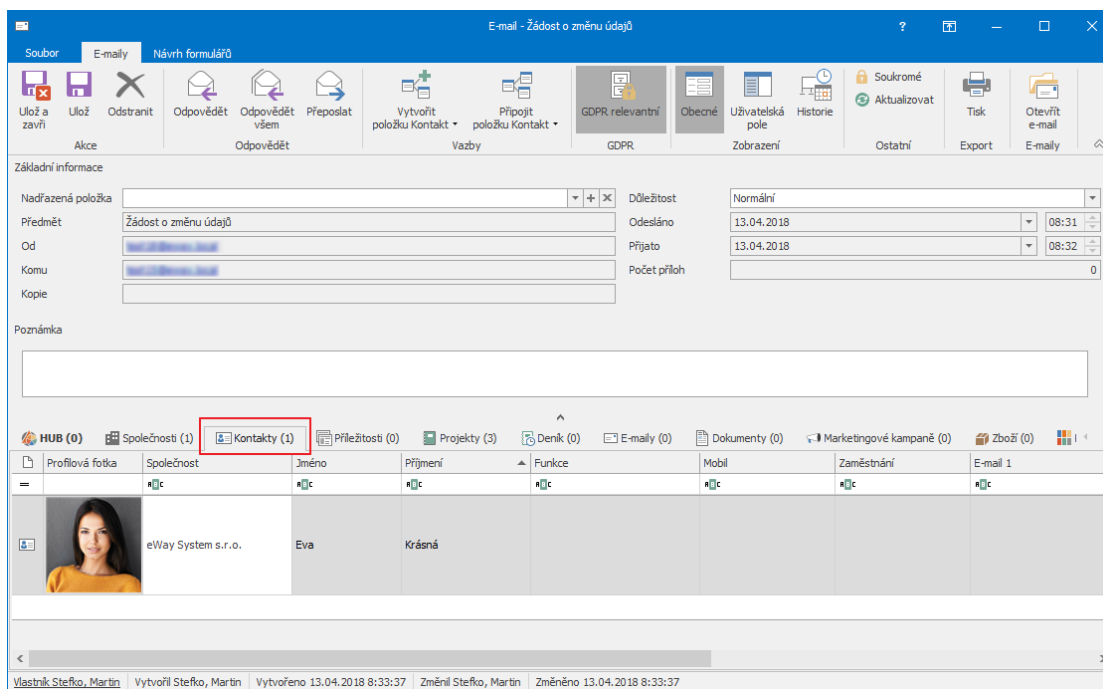 E-mail - Žádost o změnu údajů
?
Soubor E-maily Návrh formulářů
Ulož a zavři
Ulož
Odstranit
Odpovědět
Odpovědět všem
Přeposlat
Vytvořit položku Kontakt
Připojit položku Kontakt
GDPR relevantní
Obecné
Uživatelská pole
Historie
Soukromé
Aktualizovat
Tisk
Otevřít e-mail
Akce Odpovědět Vazby GDPR Zobrazení Ostatní Export E-maily
Základní informace
Nadřazená položka Důležitost Normální
Předmět Žádost o změnu údajů Odesláno 13.04.2018 08:31
Od Přijato 13.04.2018 08:32
Komu Počet příloh 0
Kopie
Poznámka
HUB (0) Společnosti (1) Kontakty (1) Příležitosti (0) Projekty (3) Deník (0) E-maily (0) Dokumenty (0) Marketingové kampaně (0) Zboží (0)
Profilová fotka Společnost Jméno Příjmení Funkce Mobil Zaměstnání E-mail 1
eWay System s.r.o. Eva Krásná
Vlastník Stefko, Martin Vytvořil Stefko, Martin Vytvořeno 13.04.2018 8:33:37 Změnil Stefko, Martin Změněno 13.04.2018 8:33:37